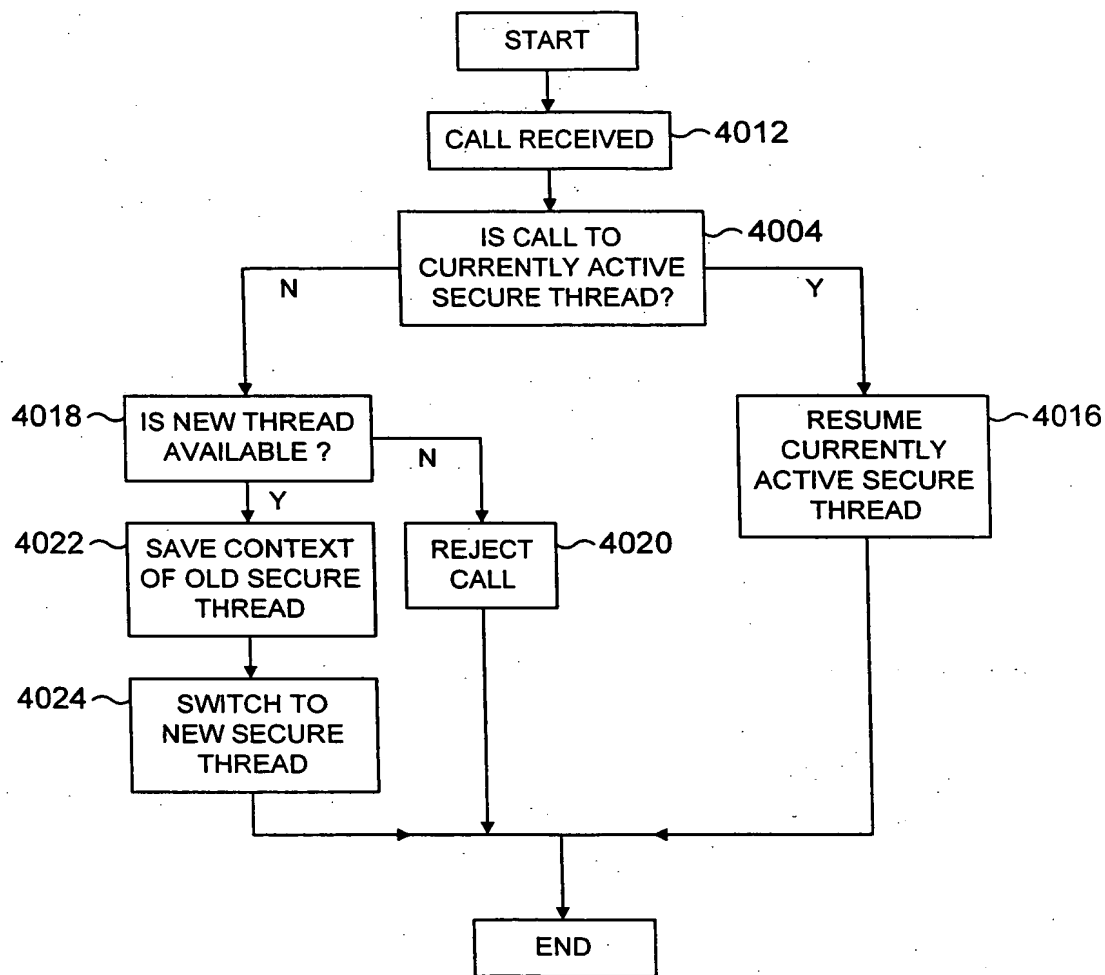 START
CALL RECEIVED
4012
IS CALL TO
CURRENTLY ACTIVE
SECURE THREAD?
4004
N
Y
4018
IS NEW THREAD
AVAILABLE ?
N
Y
RESUME
CURRENTLY
ACTIVE SECURE
THREAD
4016
4022
SAVE CONTEXT
OF OLD SECURE
THREAD
REJECT
CALL
4020
4024
SWITCH TO
NEW SECURE
THREAD
END